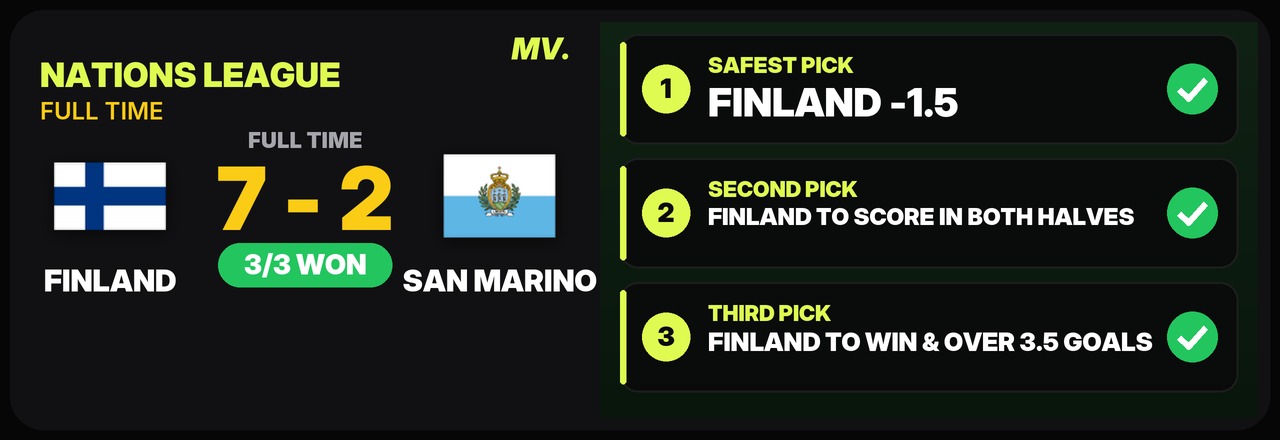 MV.
NATIONS LEAGUE
FULL TIME
FULL TIME
7 - 2
3/3 WON
FINLAND
SAN MARINO
1
SAFEST PICK
FINLAND -1.5
2
SECOND PICK
FINLAND TO SCORE IN BOTH HALVES
3
THIRD PICK
FINLAND TO WIN & OVER 3.5 GOALS